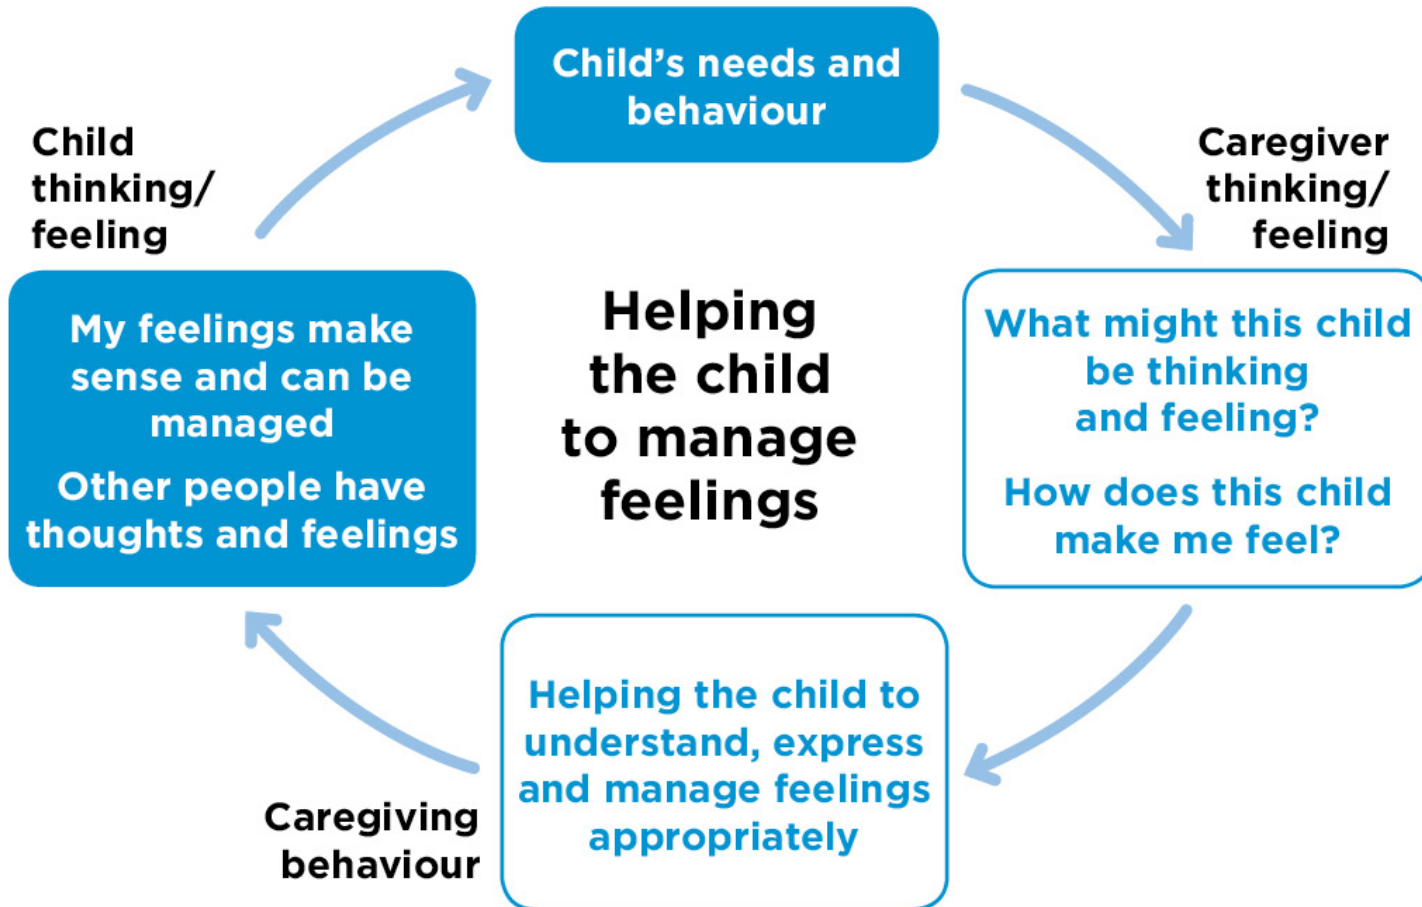 Child’s needs and
behaviour
Caregiver
thinking/
feeling
What might this child
be thinking
and feeling?
How does this child
make me feel?
Helping the child to
understand, express
and manage feelings
appropriately
Caregiving
behaviour
My feelings make
sense and can be
managed
Other people have
thoughts and feelings
Child
thinking/
feeling
Helping
the child
to manage
feelings